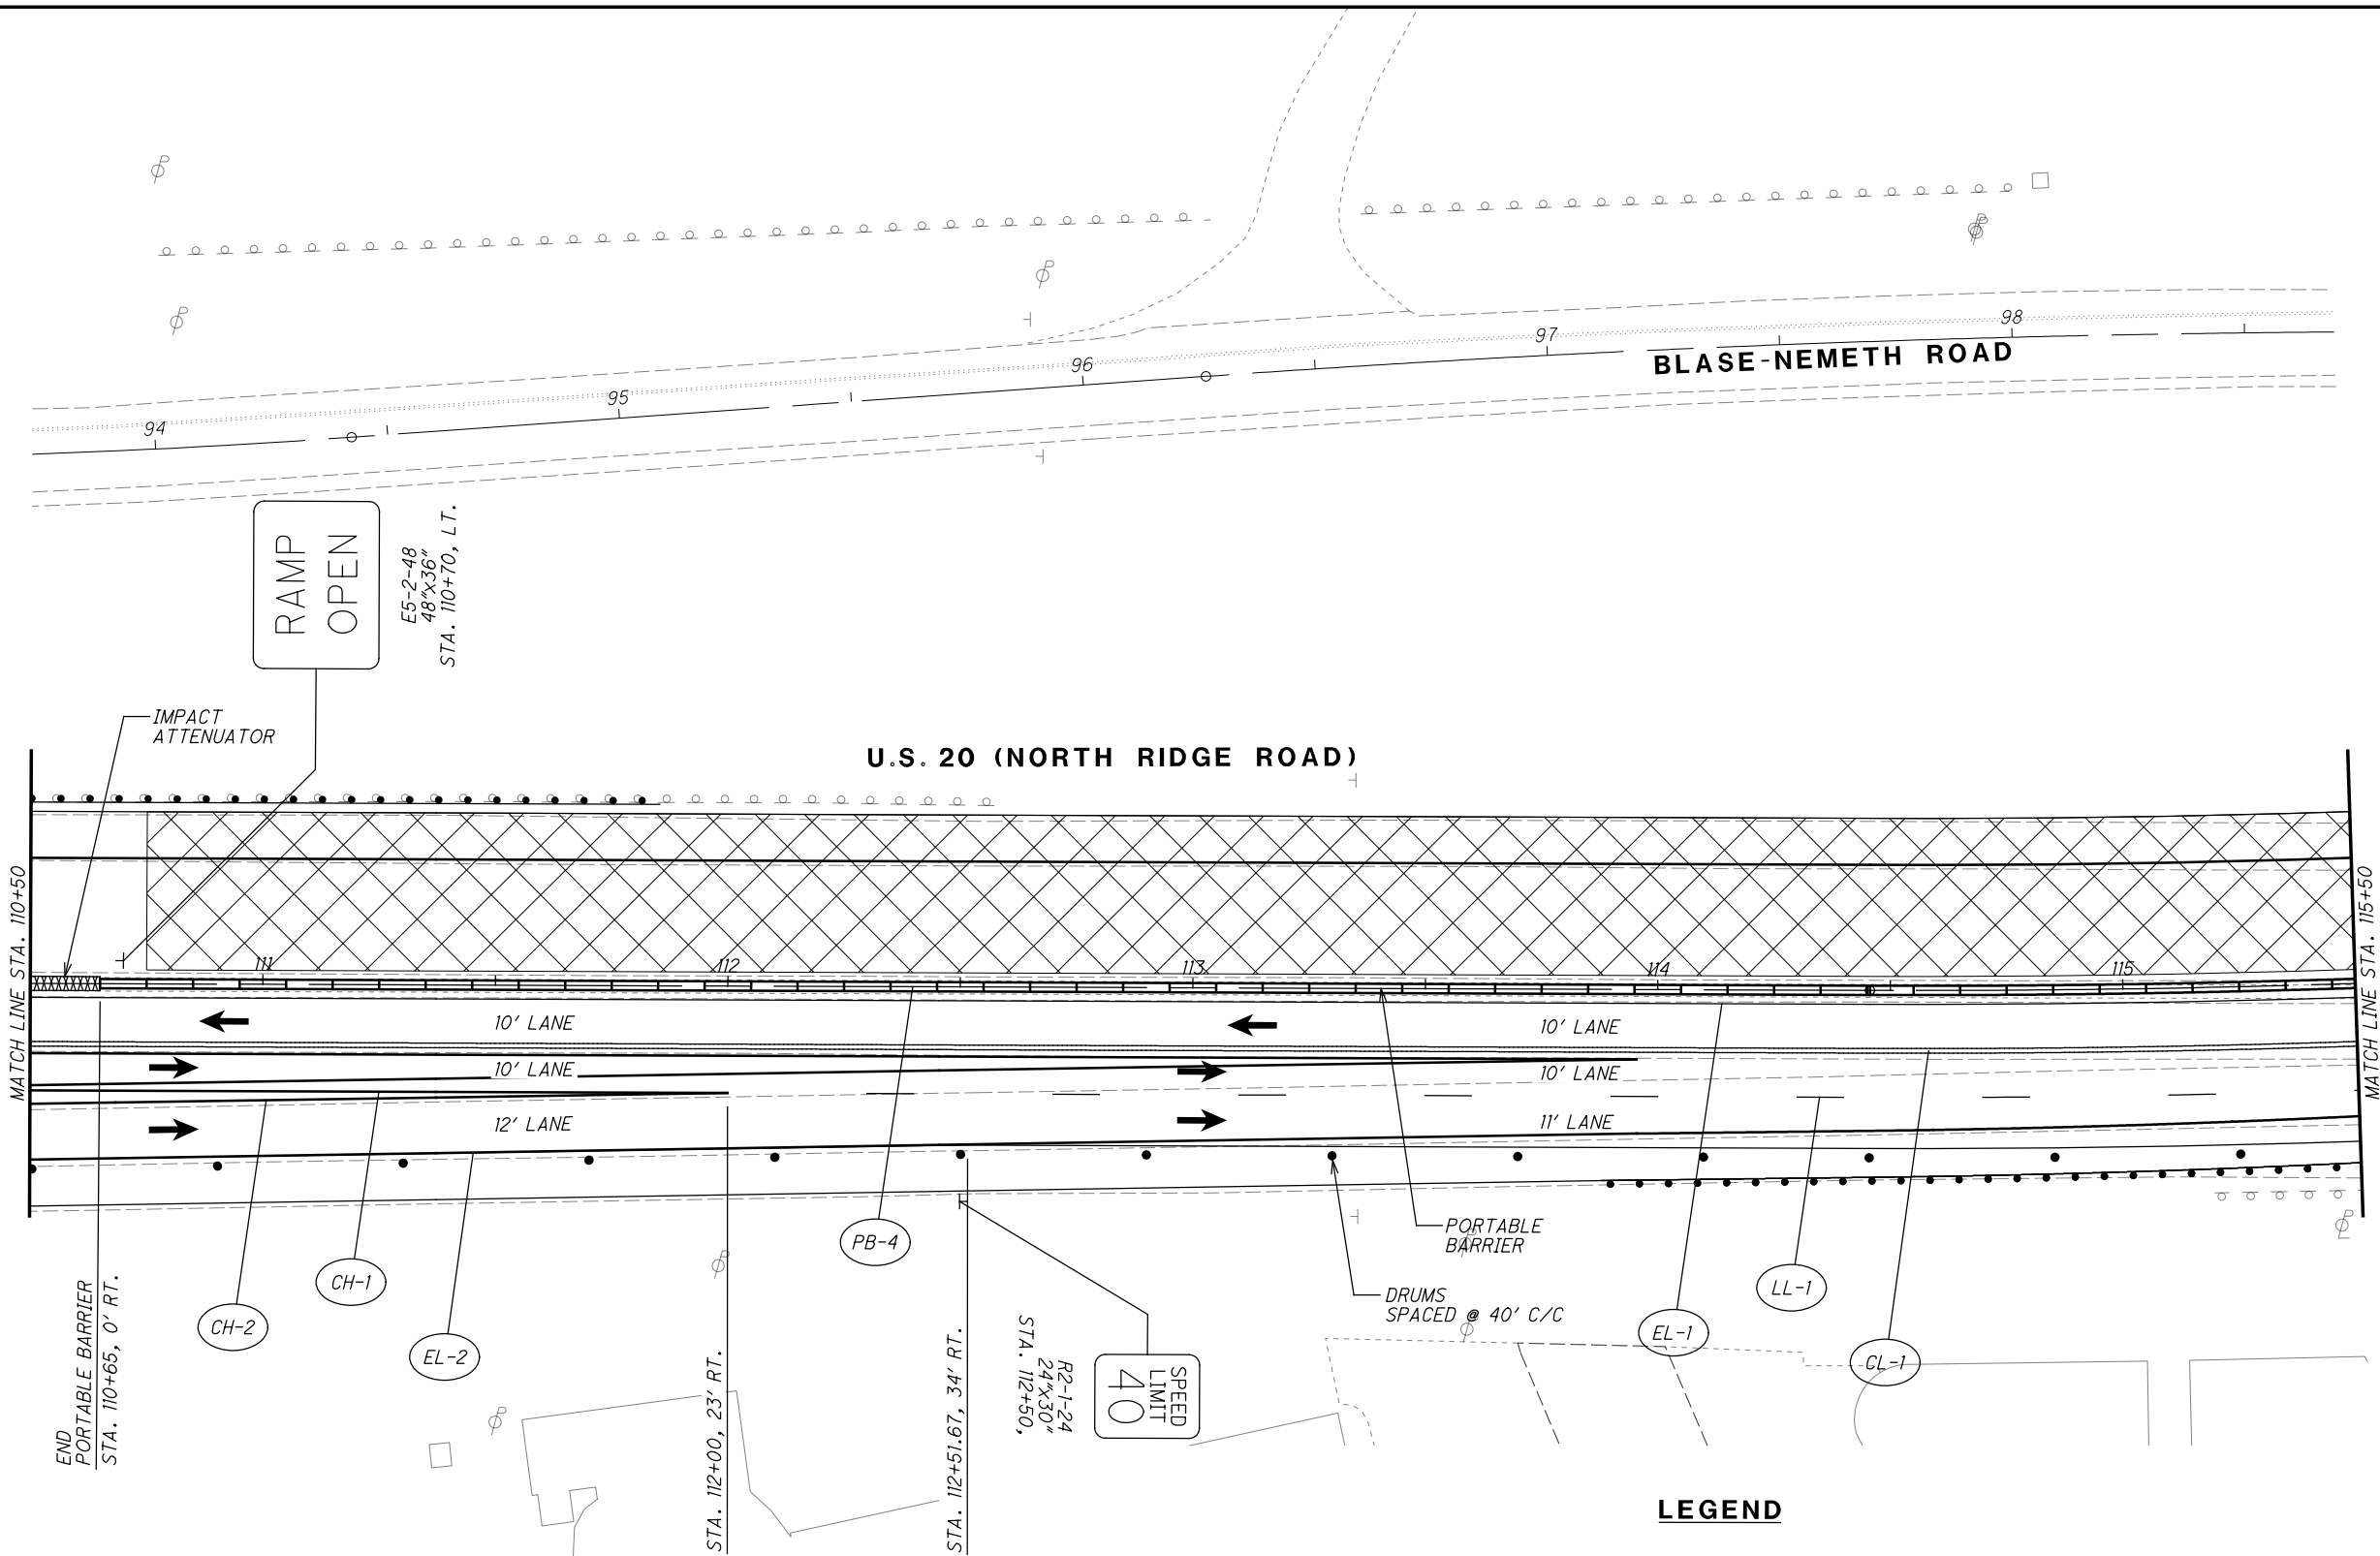 98
97
BLASE-NEMETH ROAD
96
95
94
RAMP
OPEN
E5-2-48
48"x36"
STA. 110+70, LT.
IMPACT
ATTENUATOR
U.S. 20 (NORTH RIDGE ROAD)
MATCH LINE STA. 110+50
MATCH LINE STA. 115+50
111
112
113
114
115
10' LANE
10' LANE
10' LANE
10' LANE
12' LANE
11' LANE
PB-4
PORTABLE
BARRIER
CH-1
CH-2
EL-2
DRUMS
SPACED @ 40' C/C
LL-1
EL-1
CL-1
END
PORTABLE BARRIER
STA. 110+65, 0' RT.
STA. 112+00, 23' RT.
STA. 112+51.67, 34' RT.
R2-1-24
24"x30"
STA. 112+50,
SPEED
LIMIT
40
LEGEND